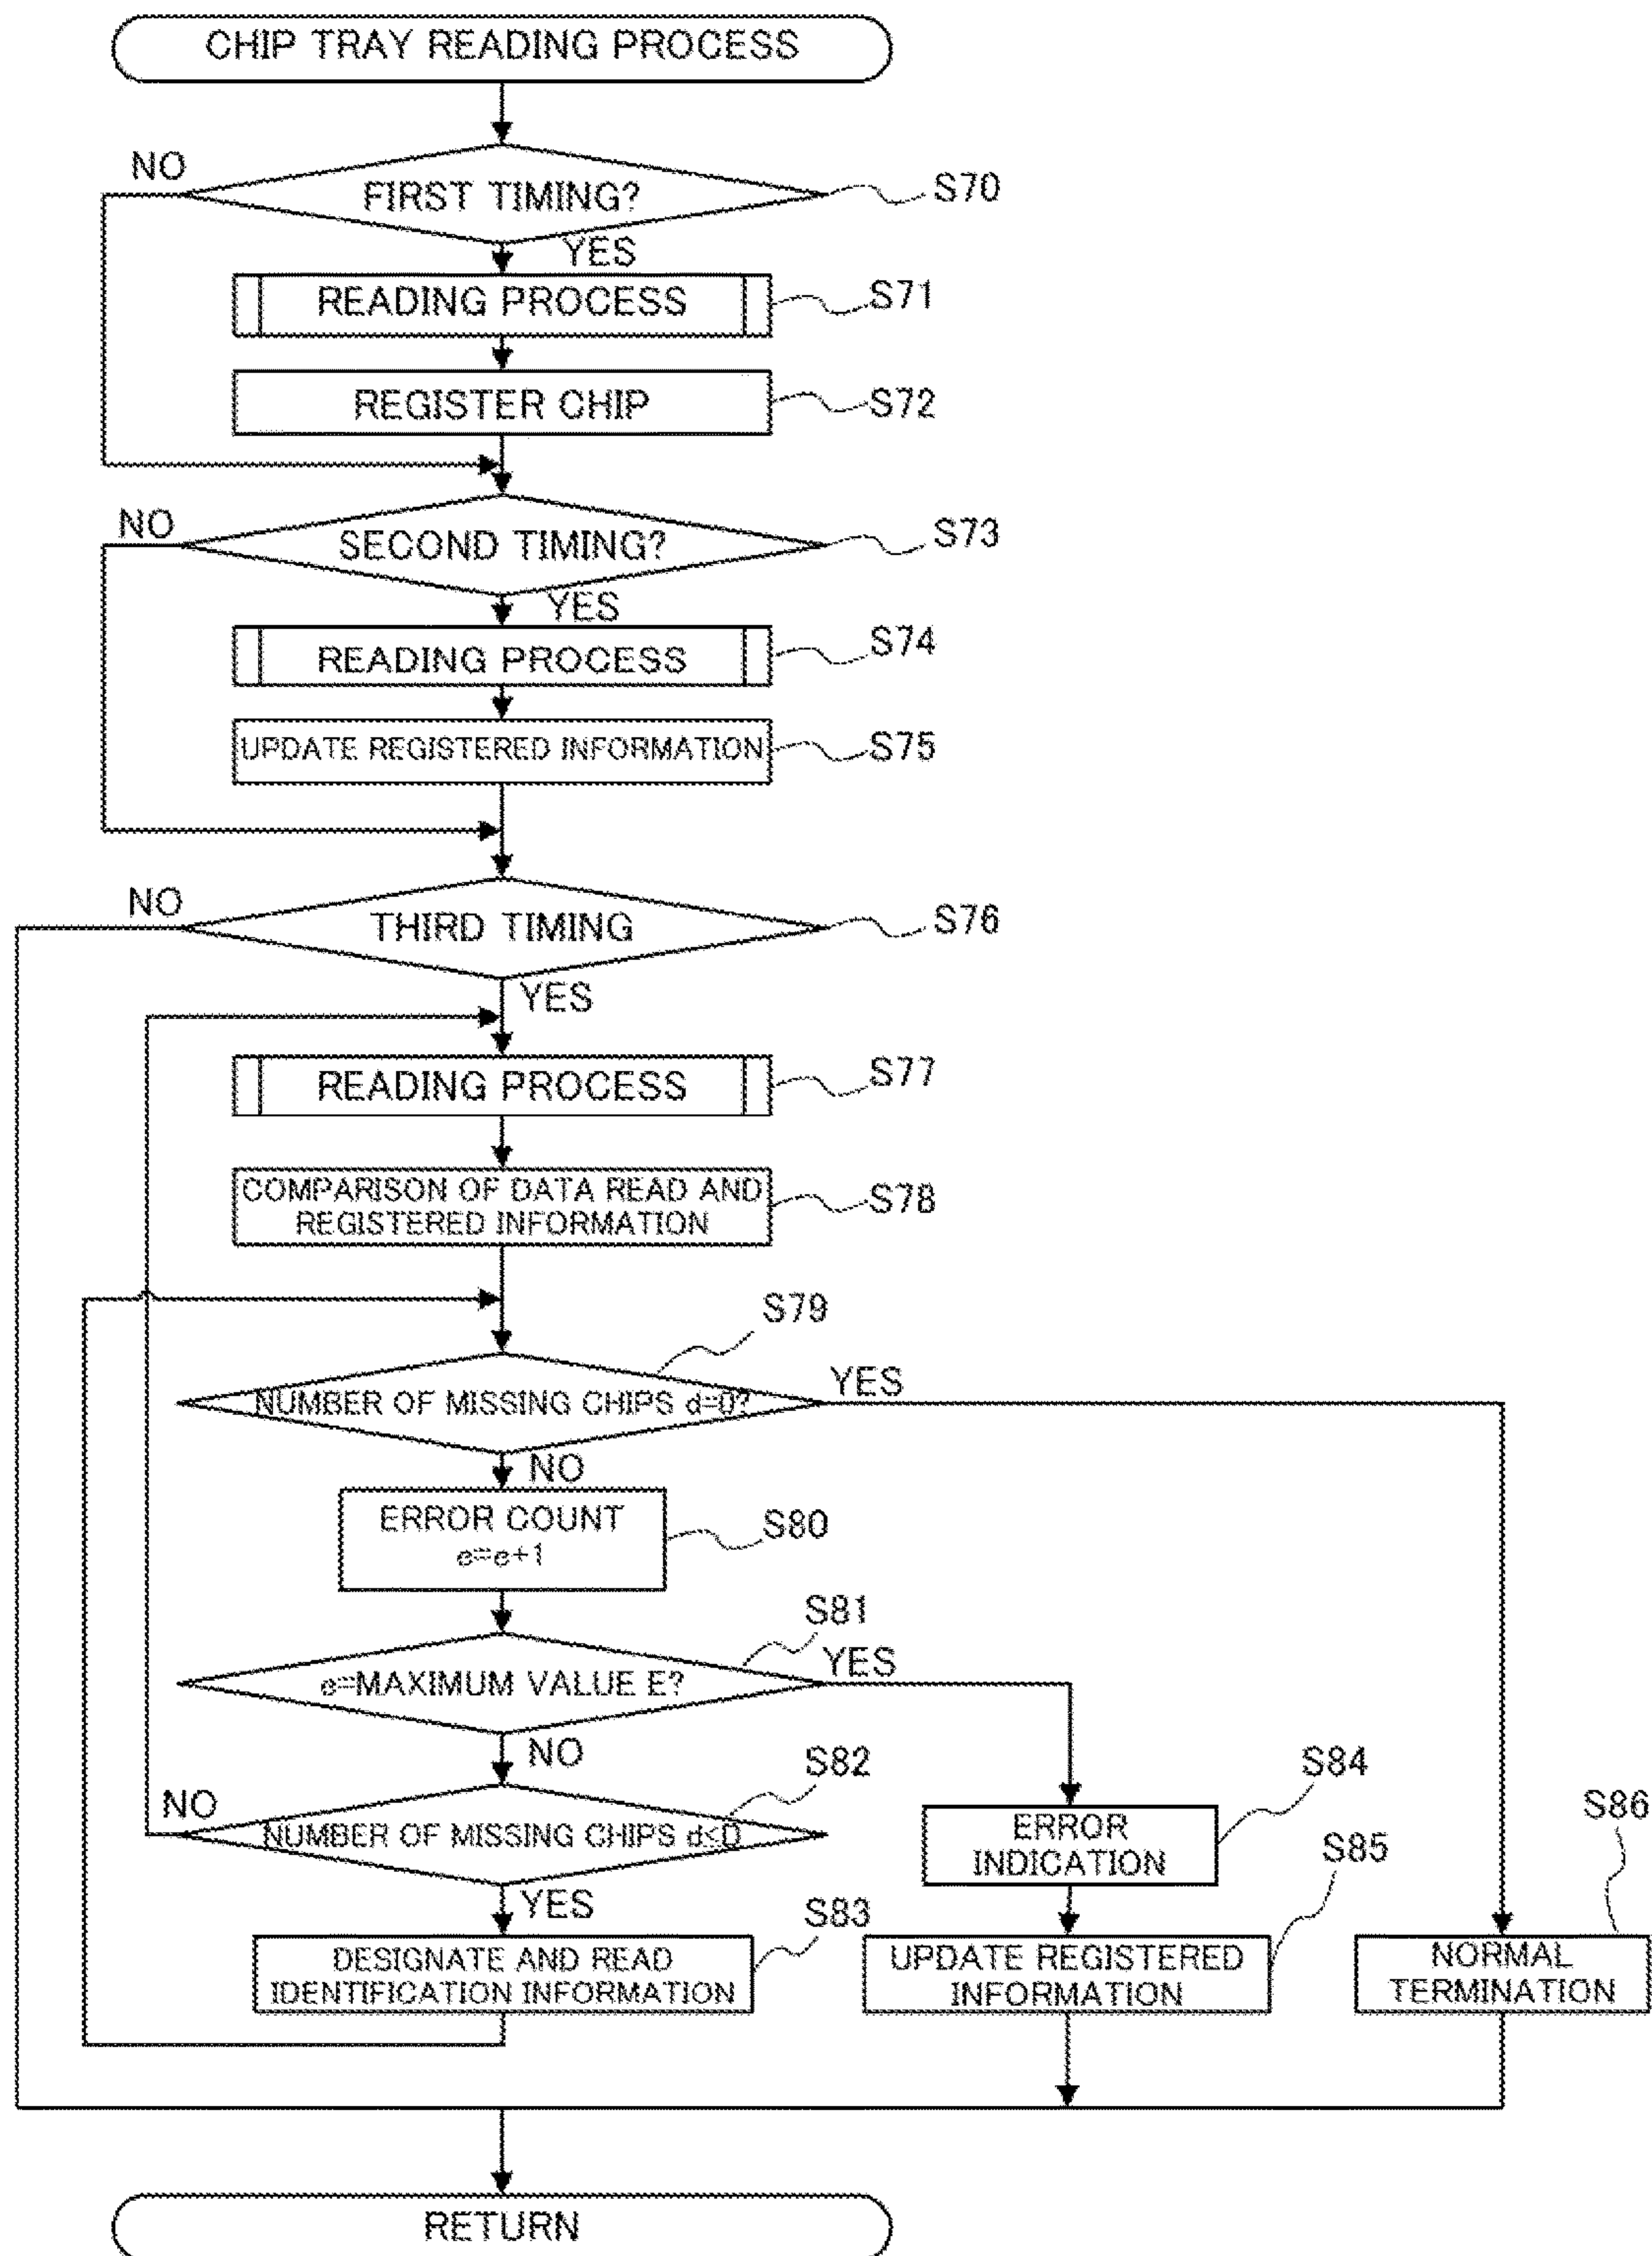 CHIP TRAY READING PROCESS
NO
FIRST TIMING?
S70
YES
READING PROCESS
S71
REGISTER CHIP
S72
NO
SECOND TIMING?
S73
YES
READING PROCESS
S74
UPDATE REGISTERED INFORMATION
S75
NO
THIRD TIMING
S76
YES
READING PROCESS
S77
COMPARISON OF DATA READ AND
REGISTERED INFORMATION
S78
S79
NUMBER OF MISSING CHIPS d=0?
YES
NO
ERROR COUNT
e=e+1
S80
S81
e=MAXIMUM VALUE E?
YES
NO
S82
NO
NUMBER OF MISSING CHIPS d≤D
YES
S83
DESIGNATE AND READ
IDENTIFICATION INFORMATION
S84
ERROR
INDICATION
S85
UPDATE REGISTERED
INFORMATION
S86
NORMAL
TERMINATION
RETURN